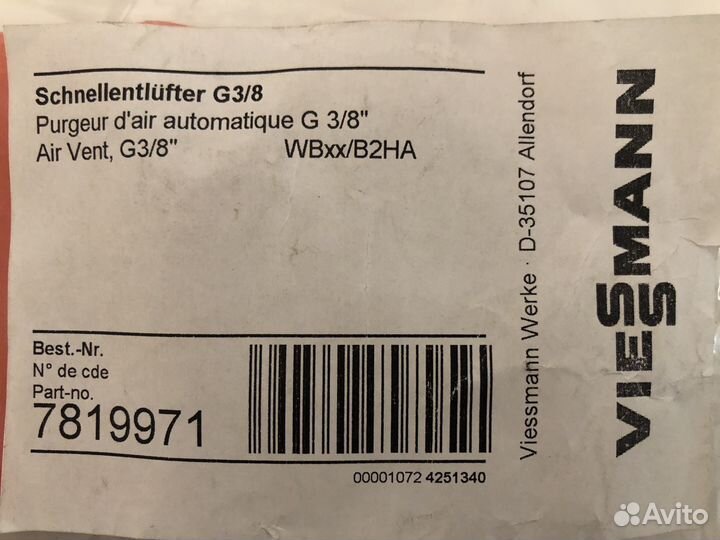 Schnellentlüfter G3/8
Purgeur d'air automatique G 3/8"
Air Vent, G3/8" WBxx/B2HA
Best.-Nr.
N° de cde
Part-no.
7819971
00001072 4251340
Viessmann Werke · D-35107 Allendorf
VIESSMANN
Avito